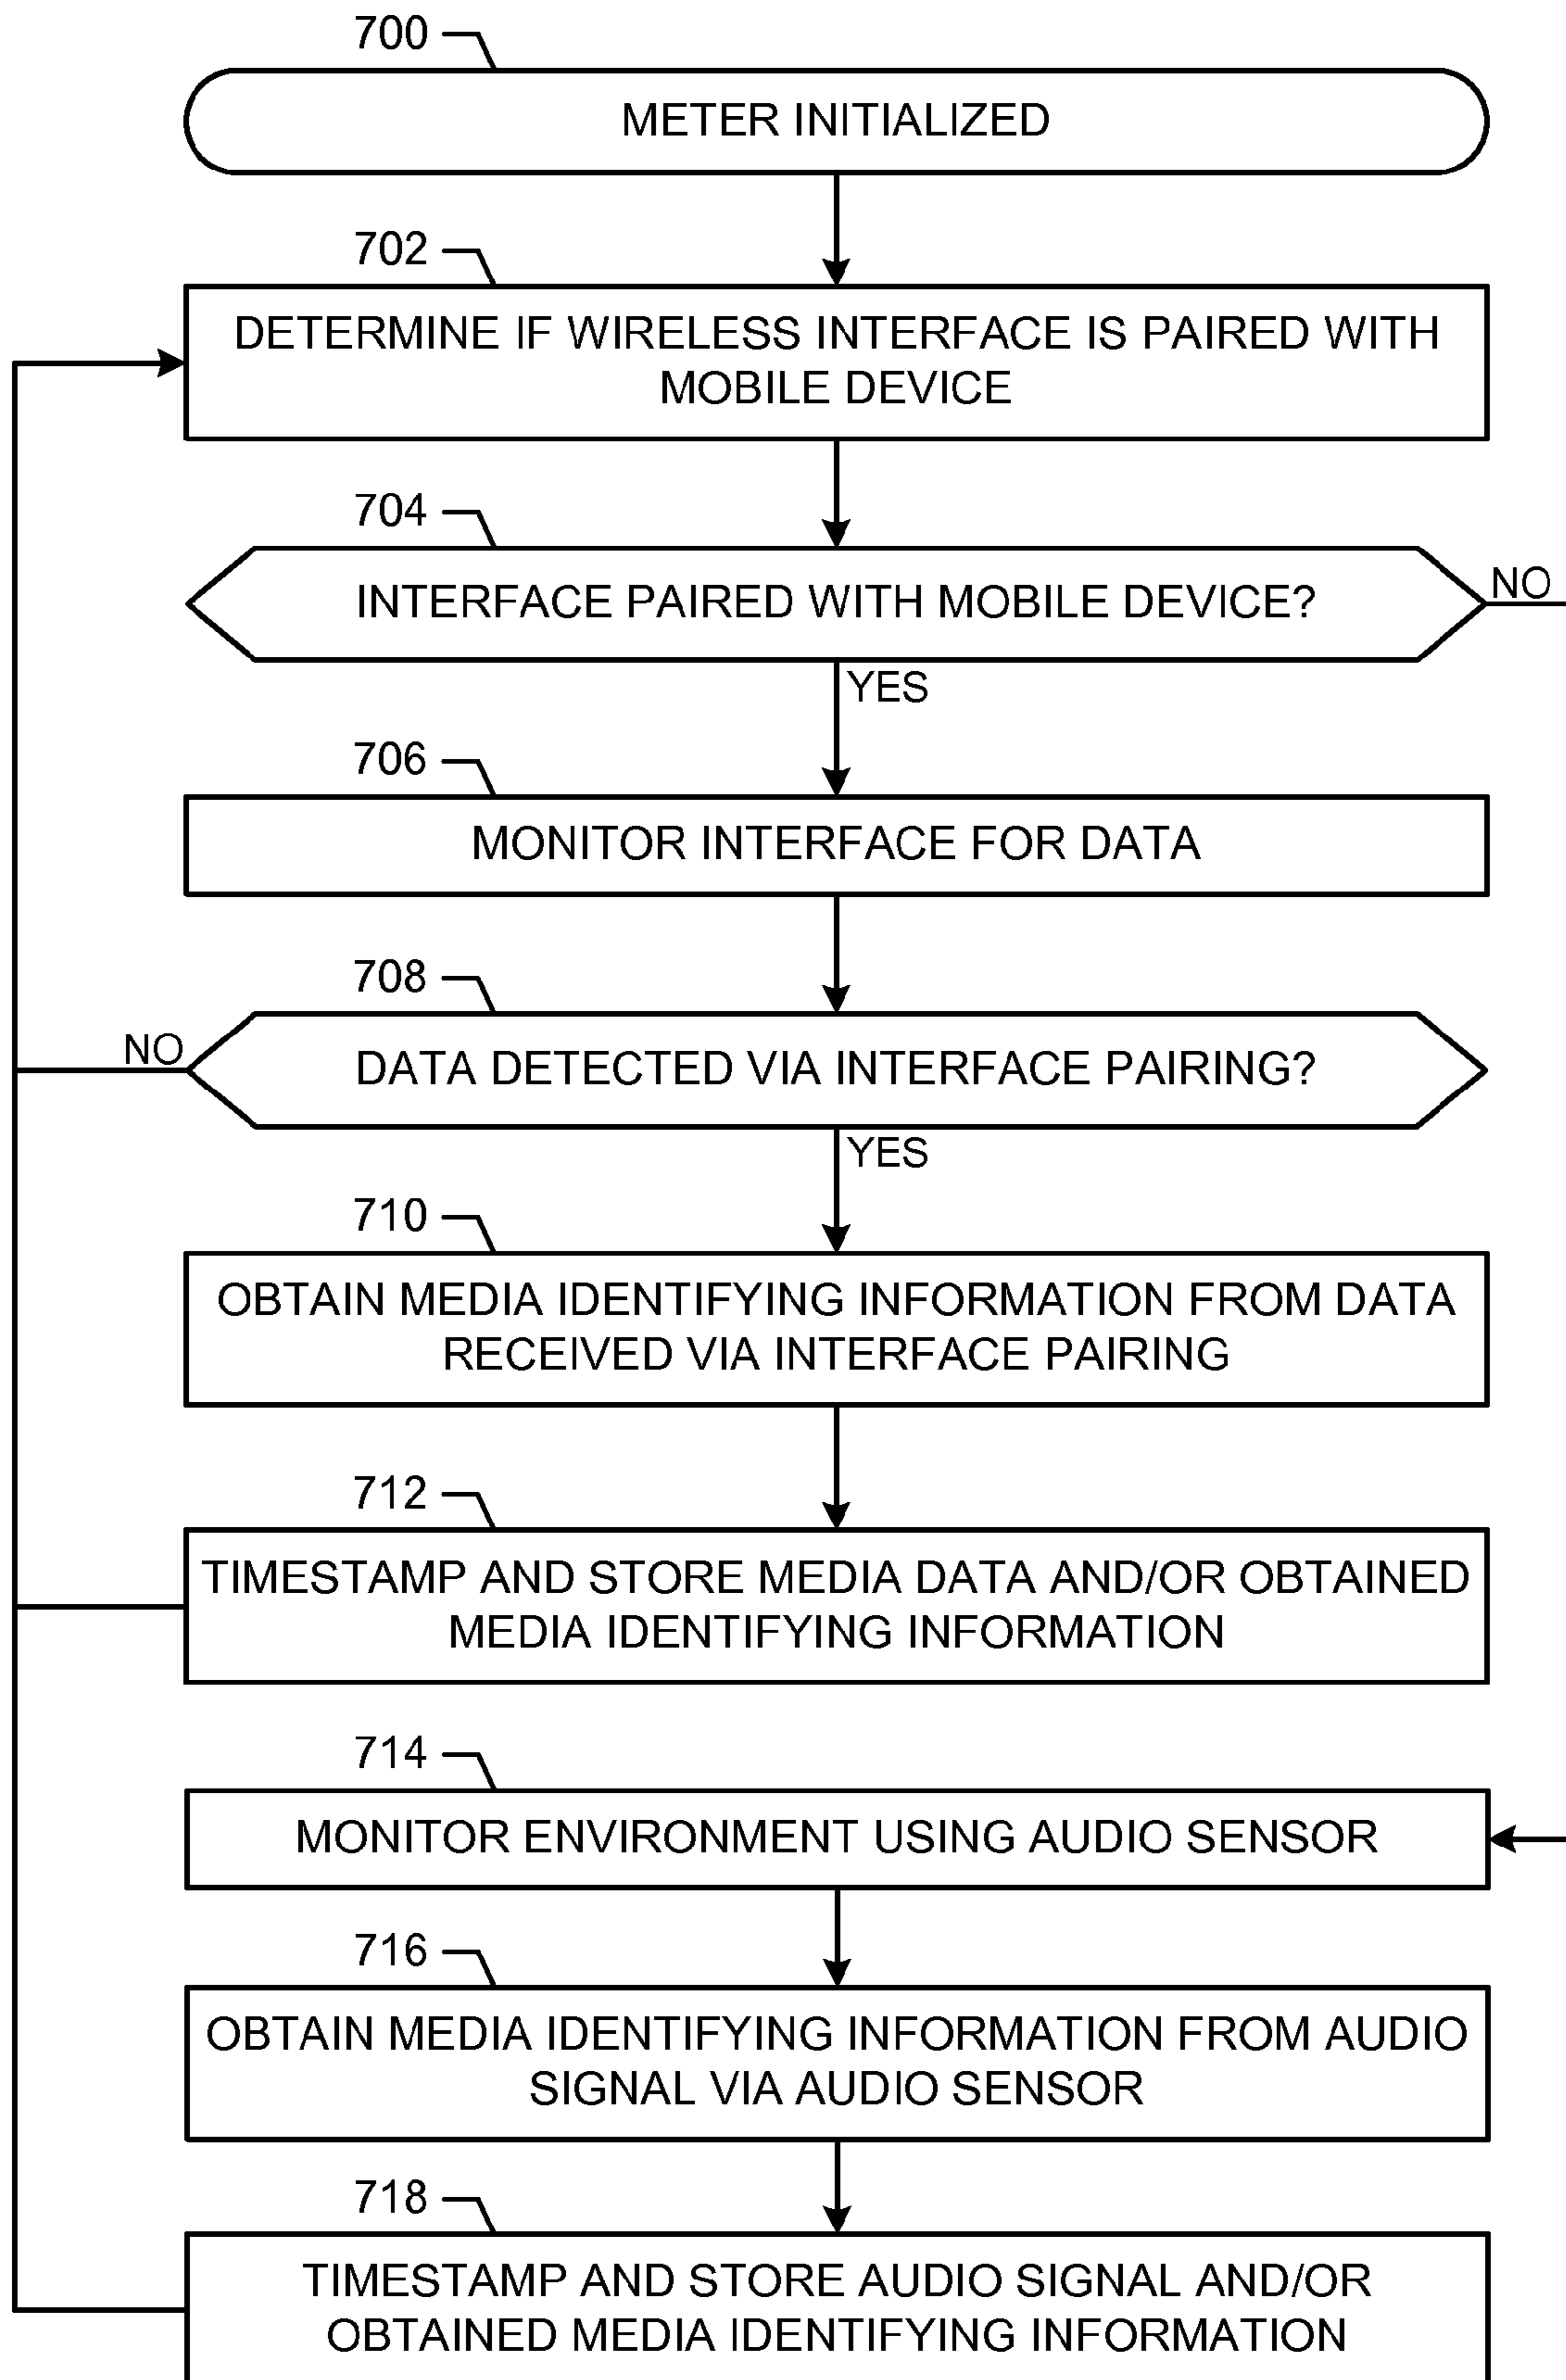 700
METER INITIALIZED
702
DETERMINE IF WIRELESS INTERFACE IS PAIRED WITH
MOBILE DEVICE
704
INTERFACE PAIRED WITH MOBILE DEVICE?
NO
YES
706
MONITOR INTERFACE FOR DATA
708
NO
DATA DETECTED VIA INTERFACE PAIRING?
YES
710
OBTAIN MEDIA IDENTIFYING INFORMATION FROM DATA
RECEIVED VIA INTERFACE PAIRING
712
TIMESTAMP AND STORE MEDIA DATA AND/OR OBTAINED
MEDIA IDENTIFYING INFORMATION
714
MONITOR ENVIRONMENT USING AUDIO SENSOR
716
OBTAIN MEDIA IDENTIFYING INFORMATION FROM AUDIO
SIGNAL VIA AUDIO SENSOR
718
TIMESTAMP AND STORE AUDIO SIGNAL AND/OR
OBTAINED MEDIA IDENTIFYING INFORMATION